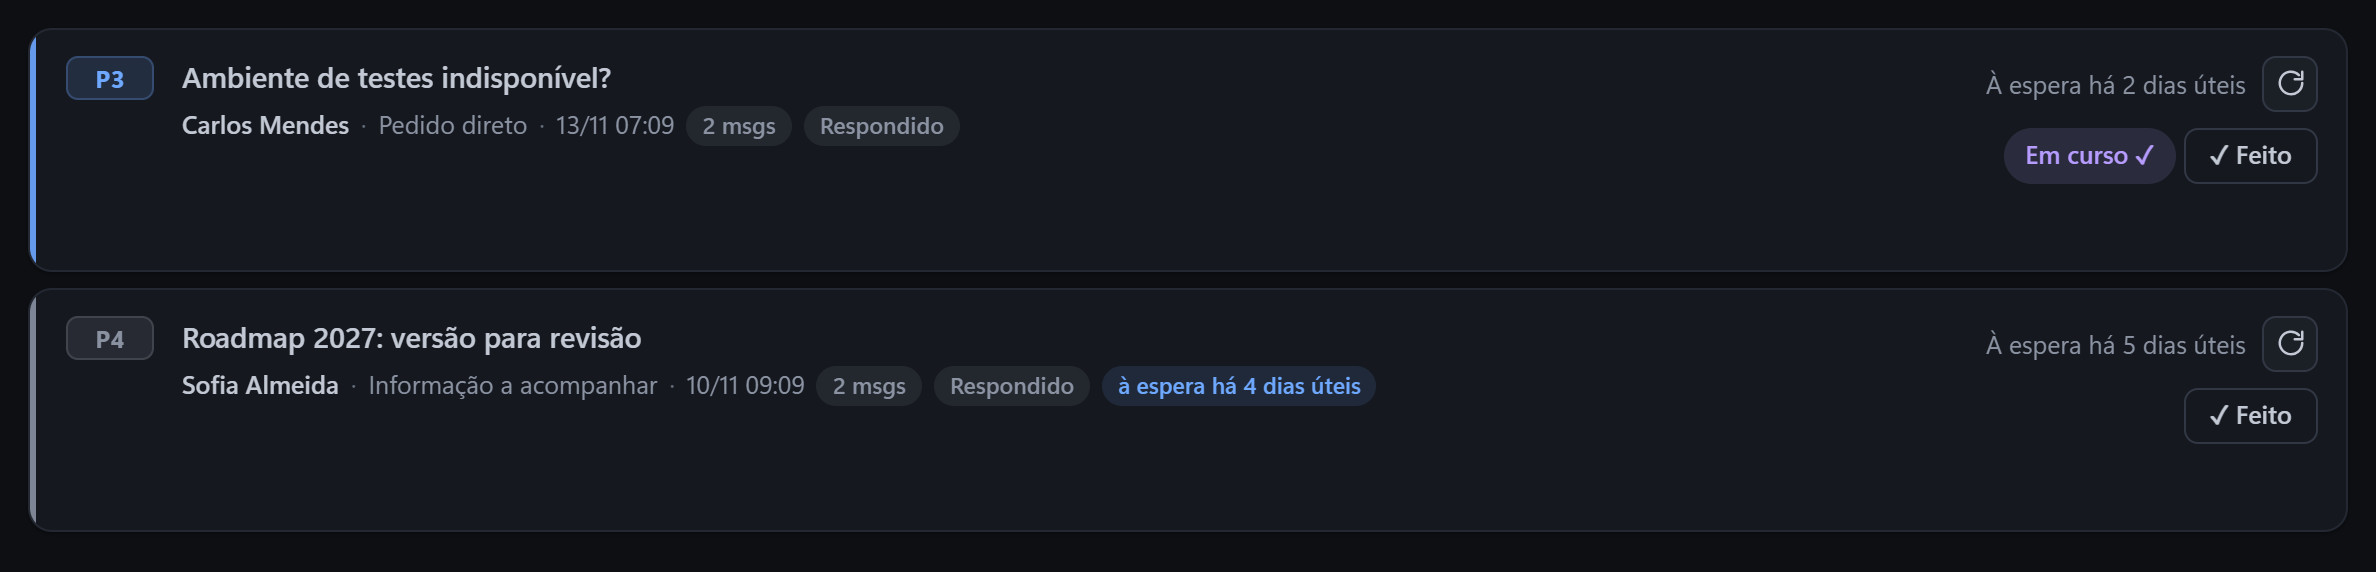 P3 Ambiente de testes indisponível? À espera há 2 dias úteis
Carlos Mendes · Pedido direto · 13/11 07:09 2 msgs Respondido
Em curso ✓ ✓ Feito
P4 Roadmap 2027: versão para revisão À espera há 5 dias úteis
Sofia Almeida · Informação a acompanhar · 10/11 09:09 2 msgs Respondido à espera há 4 dias úteis
✓ Feito